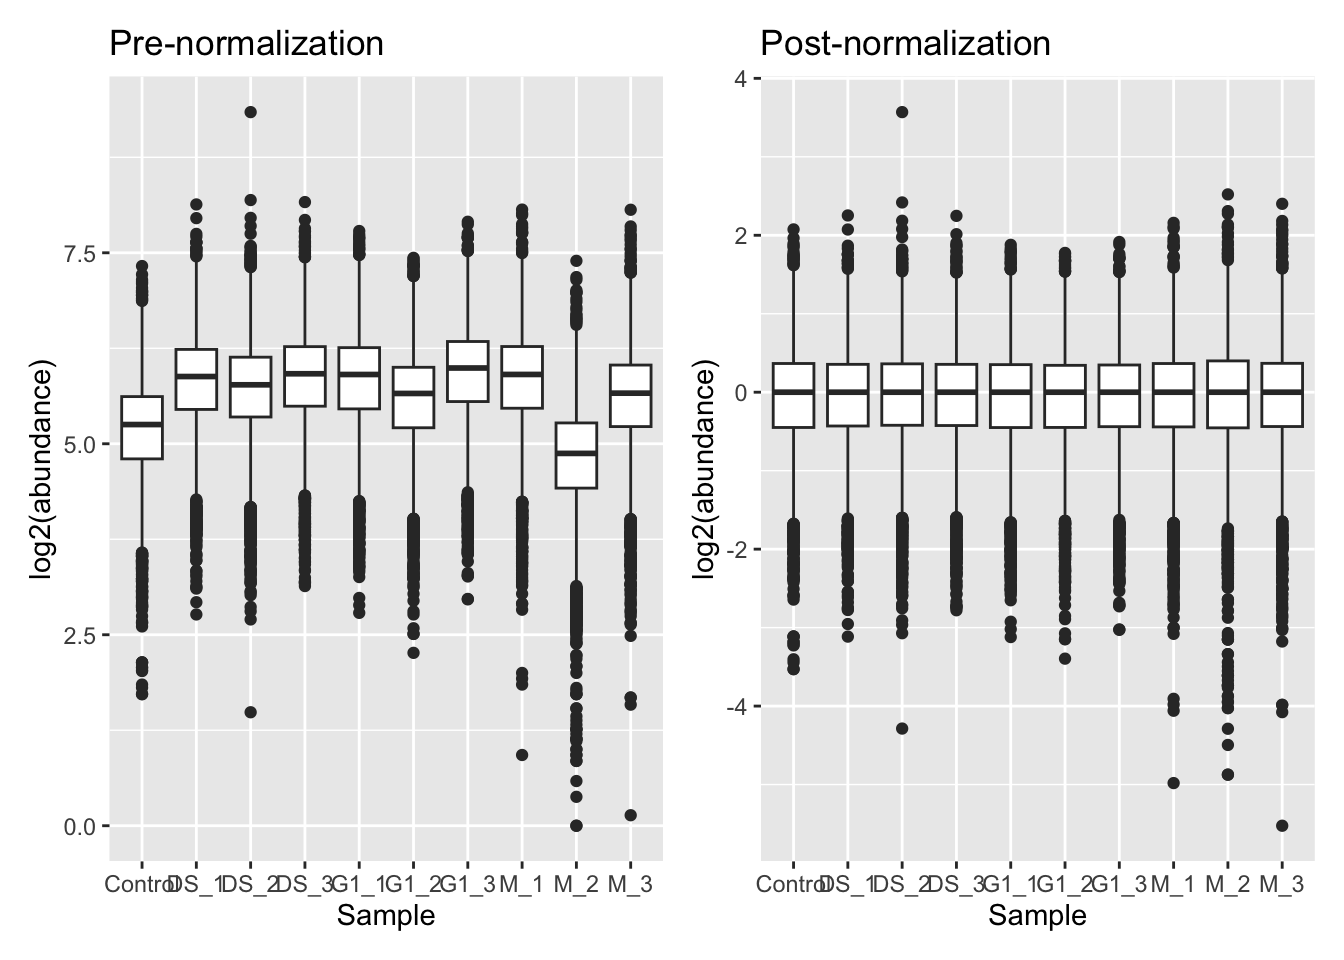 Pre-normalization
log2(abundance)
7.5
5.0
2.5
0.0
Control DS_1 DS_2 DS_3 G1_1 G1_2 G1_3 M_1 M_2 M_3
Sample
Post-normalization
log2(abundance)
4
2
0
-2
-4
Control DS_1 DS_2 DS_3 G1_1 G1_2 G1_3 M_1 M_2 M_3
Sample